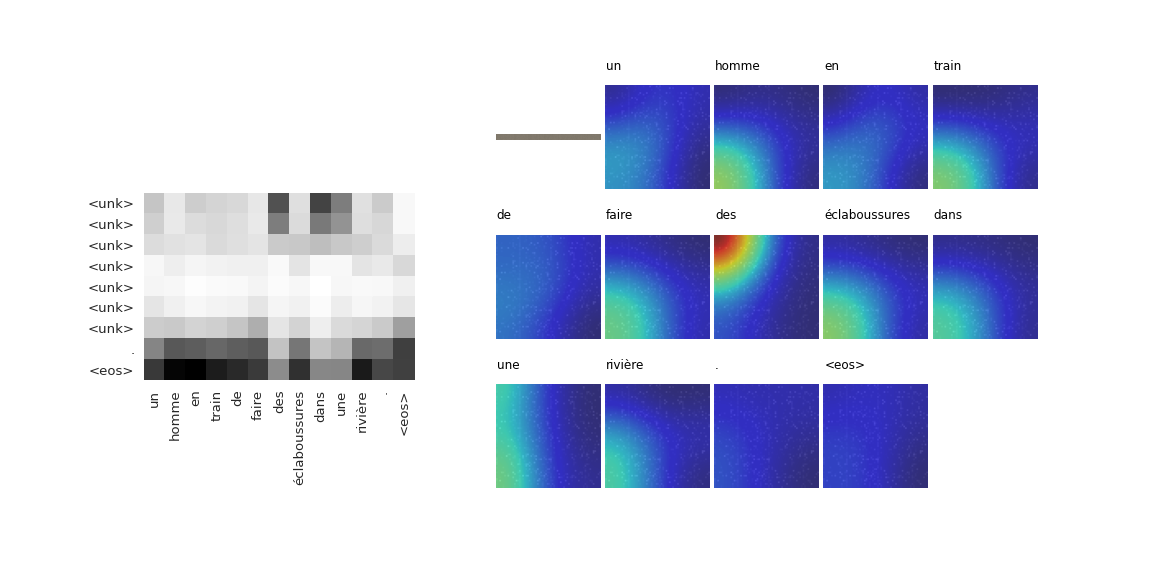 <unk>
<unk>
<unk>
<unk>
<unk>
<unk>
<unk>
.
<eos>
un
homme
en
train
de
faire
des
éclaboussures
dans
une
rivière
.
<eos>
un homme en train
de faire des éclaboussures dans
une rivière . <eos>